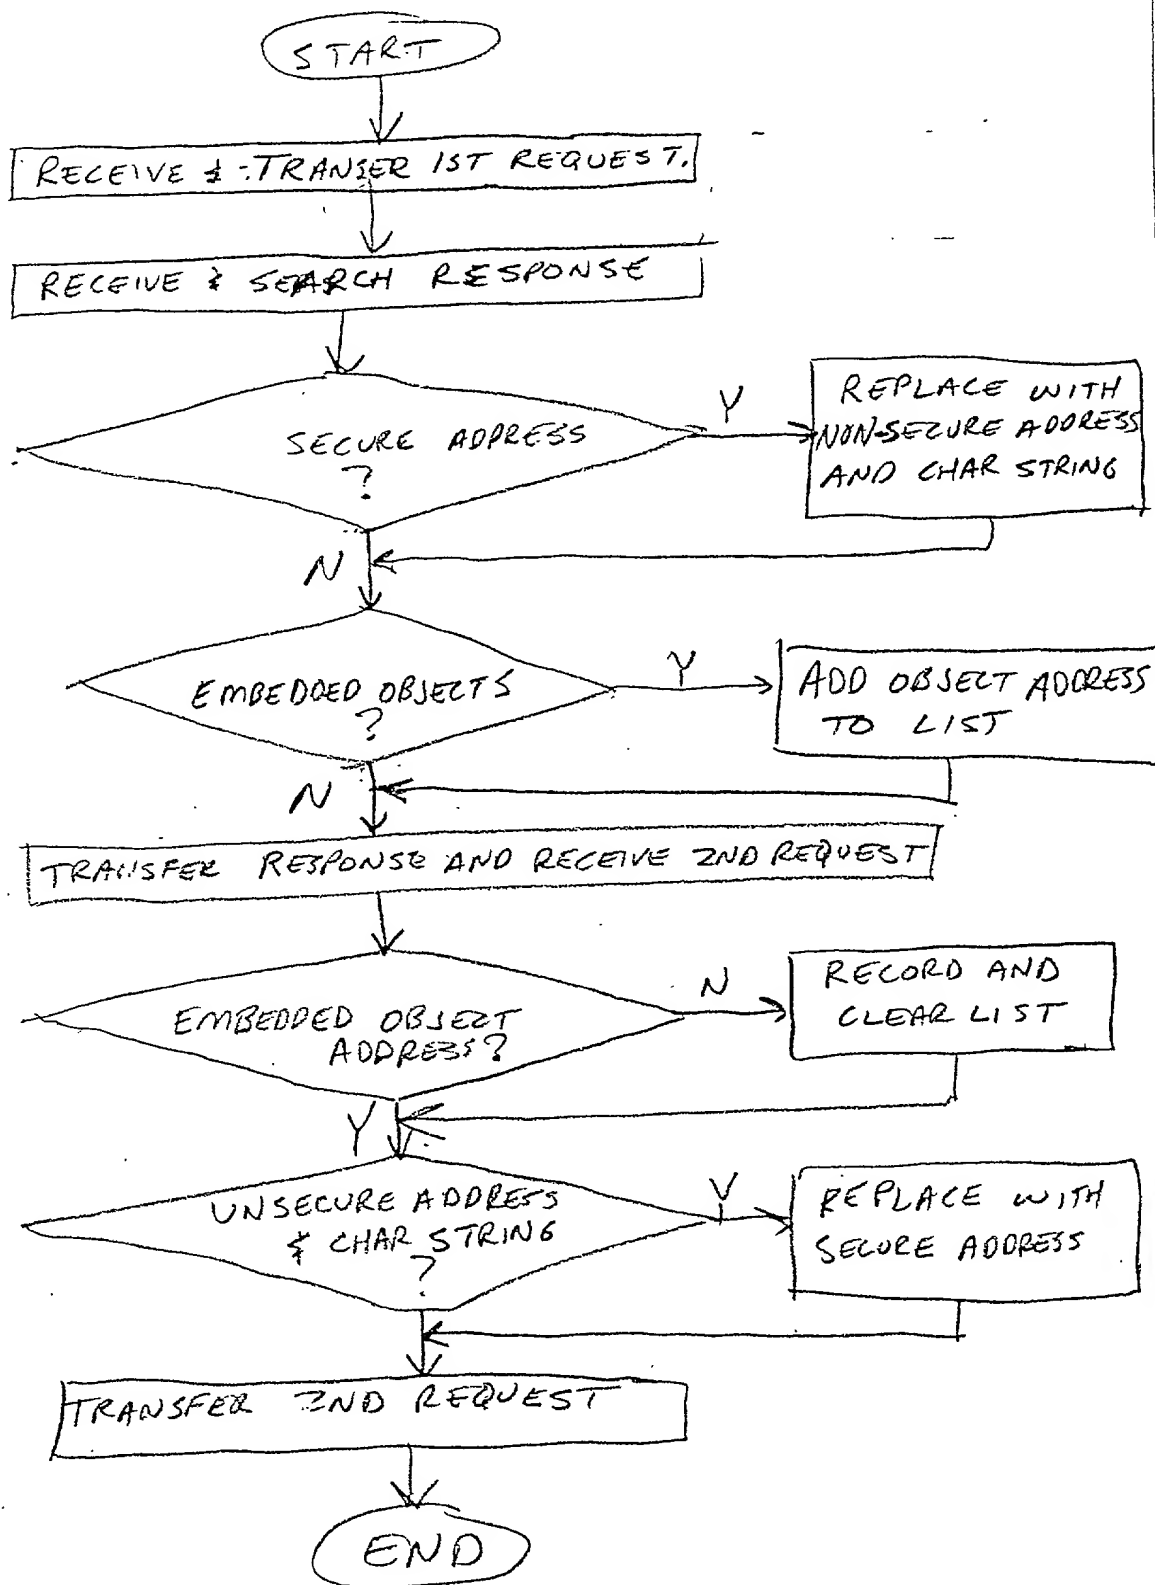 START
RECEIVE & TRANSER 1ST REQUEST.
RECEIVE & SEARCH RESPONSE
SECURE ADDRESS
?
Y
REPLACE WITH
NON-SECURE ADDRESS
AND CHAR STRING
N
EMBEDDED OBJECTS
?
Y
ADD OBJECT ADDRESS
TO LIST
N
TRANSFER RESPONSE AND RECEIVE 2ND REQUEST
EMBEDDED OBJECT
ADDRESS?
N
RECORD AND
CLEAR LIST
Y
UNSECURE ADDRESS
& CHAR STRING
?
Y
REPLACE WITH
SECURE ADDRESS
TRANSFER 2ND REQUEST
END